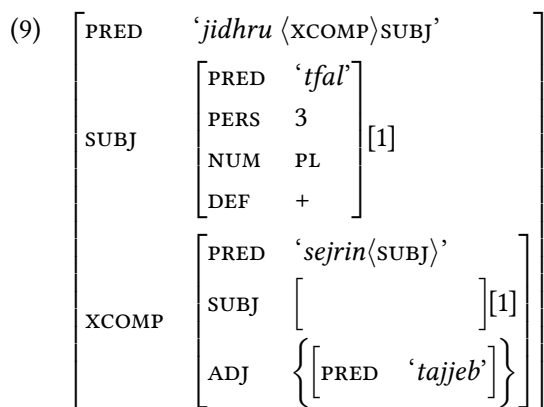 (9)
PRED ‘jidhru ⟨XCOMP⟩SUBJ’
PRED ‘tfal’
PERS 3
SUBJ [1]
NUM PL
DEF +
PRED ‘sejrin⟨SUBJ⟩’
SUBJ [ ][1]
XCOMP
ADJ {[PRED ‘tajjeb’]}